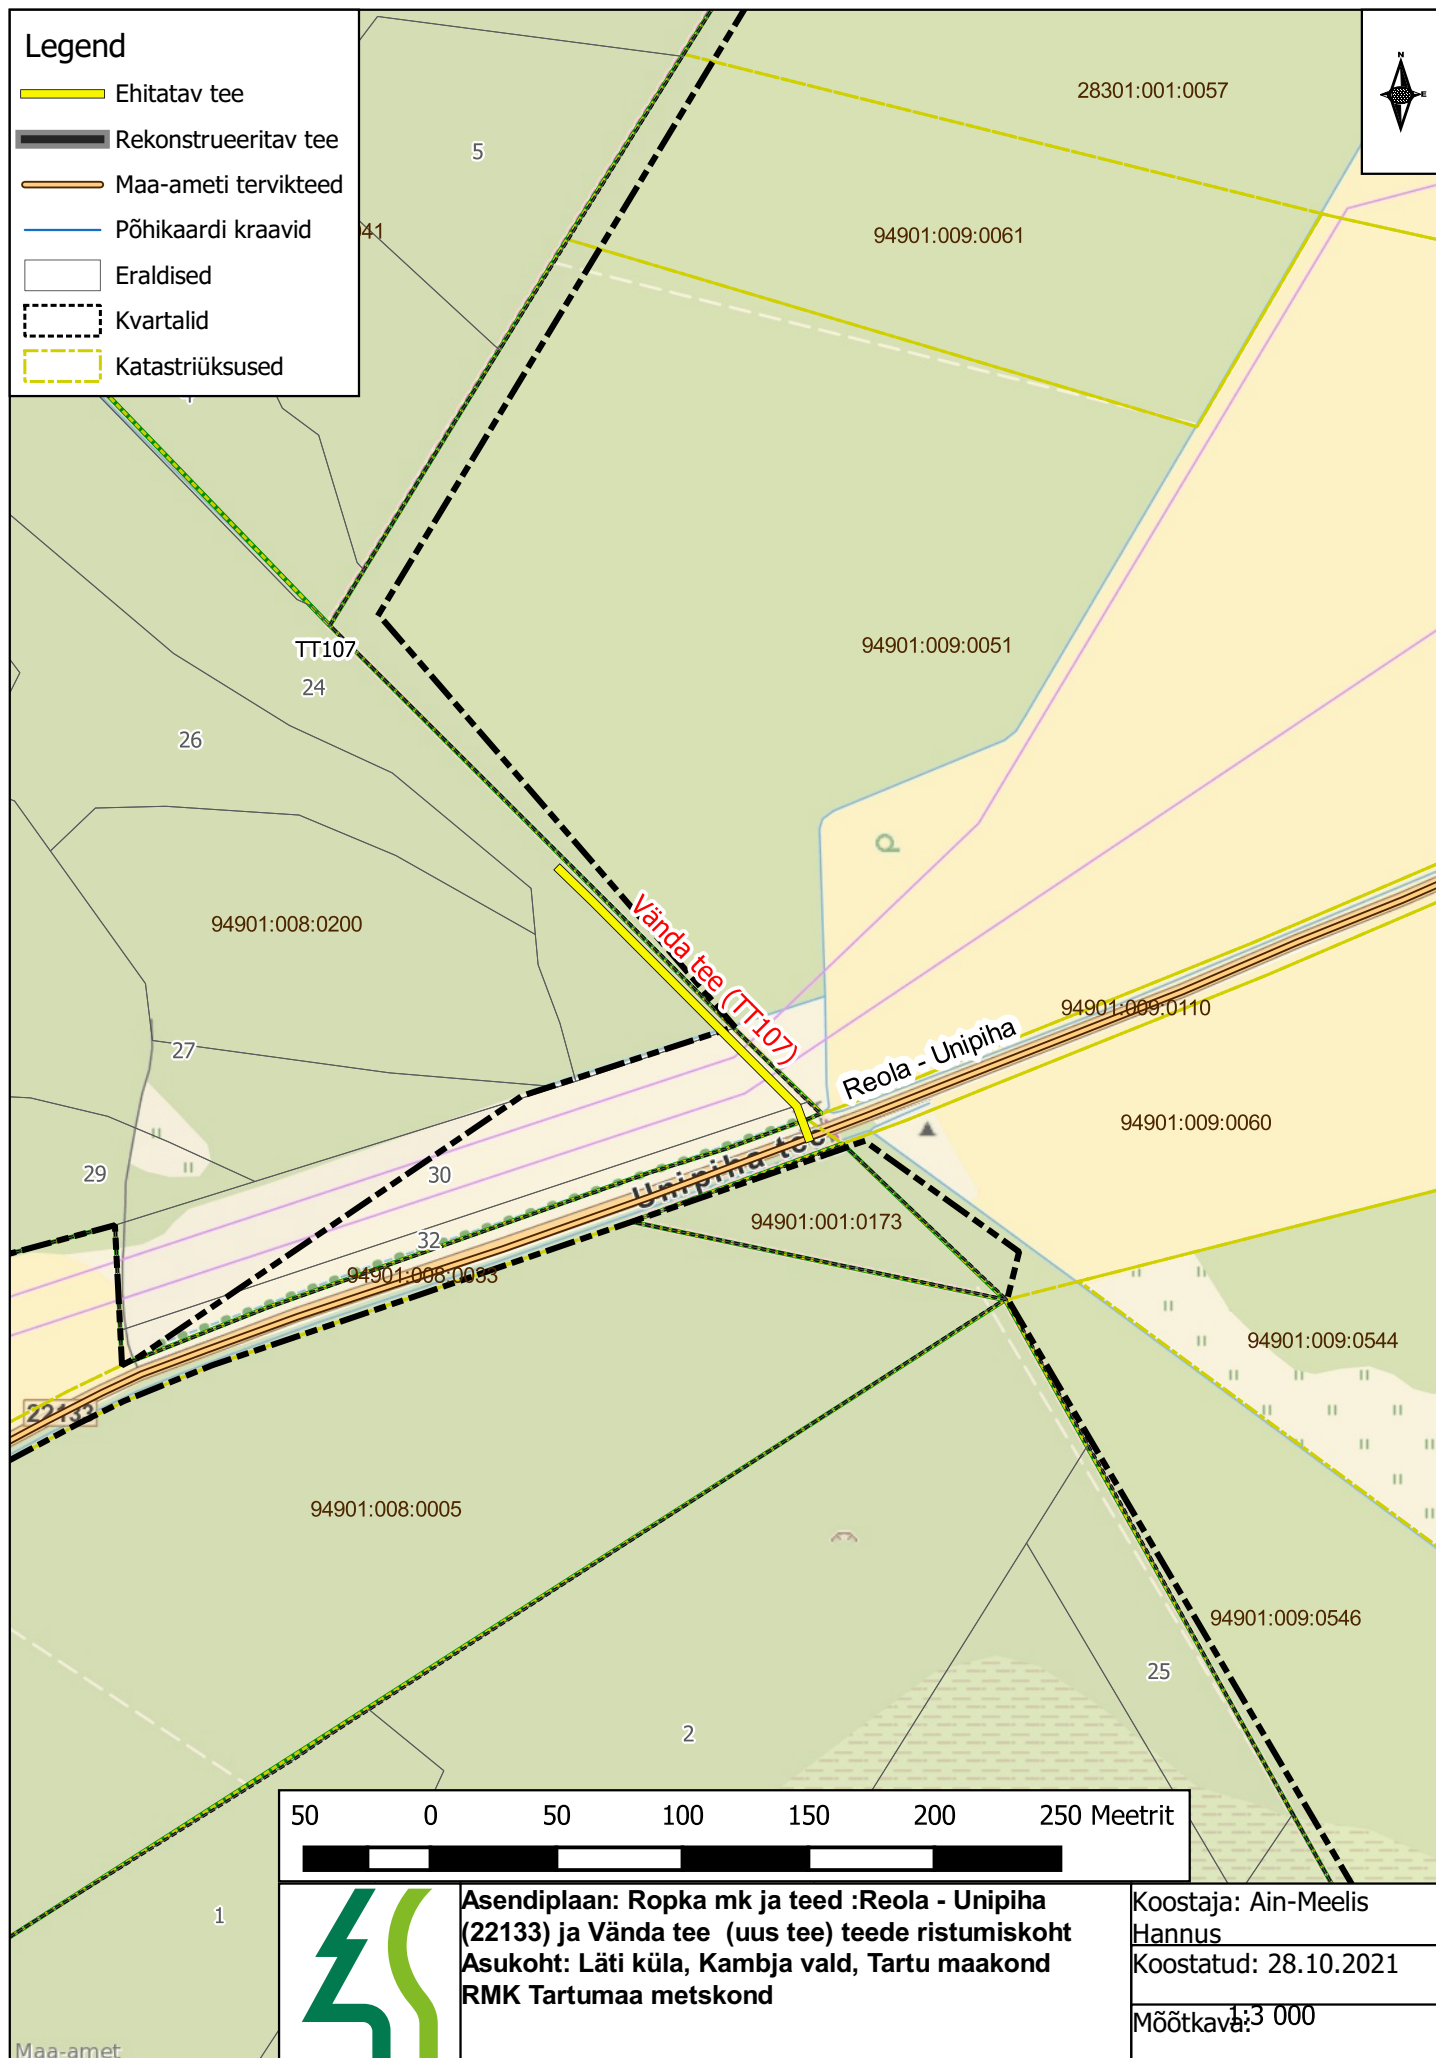 Legend
Ehitatav tee
Rekonstrueeritav tee
Maa-ameti tervikteed
Põhikaardi kraavid
Eraldised
Kvartalid
Katastriüksused
N
E
28301:001:0057
5
41
94901:009:0061
94901:009:0051
TT107
24
26
94901:008:0200
Vända tee (TT107)
94901:009:0110
Reola - Unipiha
27
94901:009:0060
Unipiha tee
29
30
94901:001:0173
32
94901:008:0033
94901:009:0544
22133
94901:008:0005
94901:009:0546
25
2
50 0 50 100 150 200 250 Meetrit
1
Asendiplaan: Ropka mk ja teed :Reola - Unipiha
(22133) ja Vända tee (uus tee) teede ristumiskoht
Asukoht: Läti küla, Kambja vald, Tartu maakond
RMK Tartumaa metskond
Koostaja: Ain-Meelis
Hannus
Koostatud: 28.10.2021
Mõõtkava: 1:3 000
Maa-amet